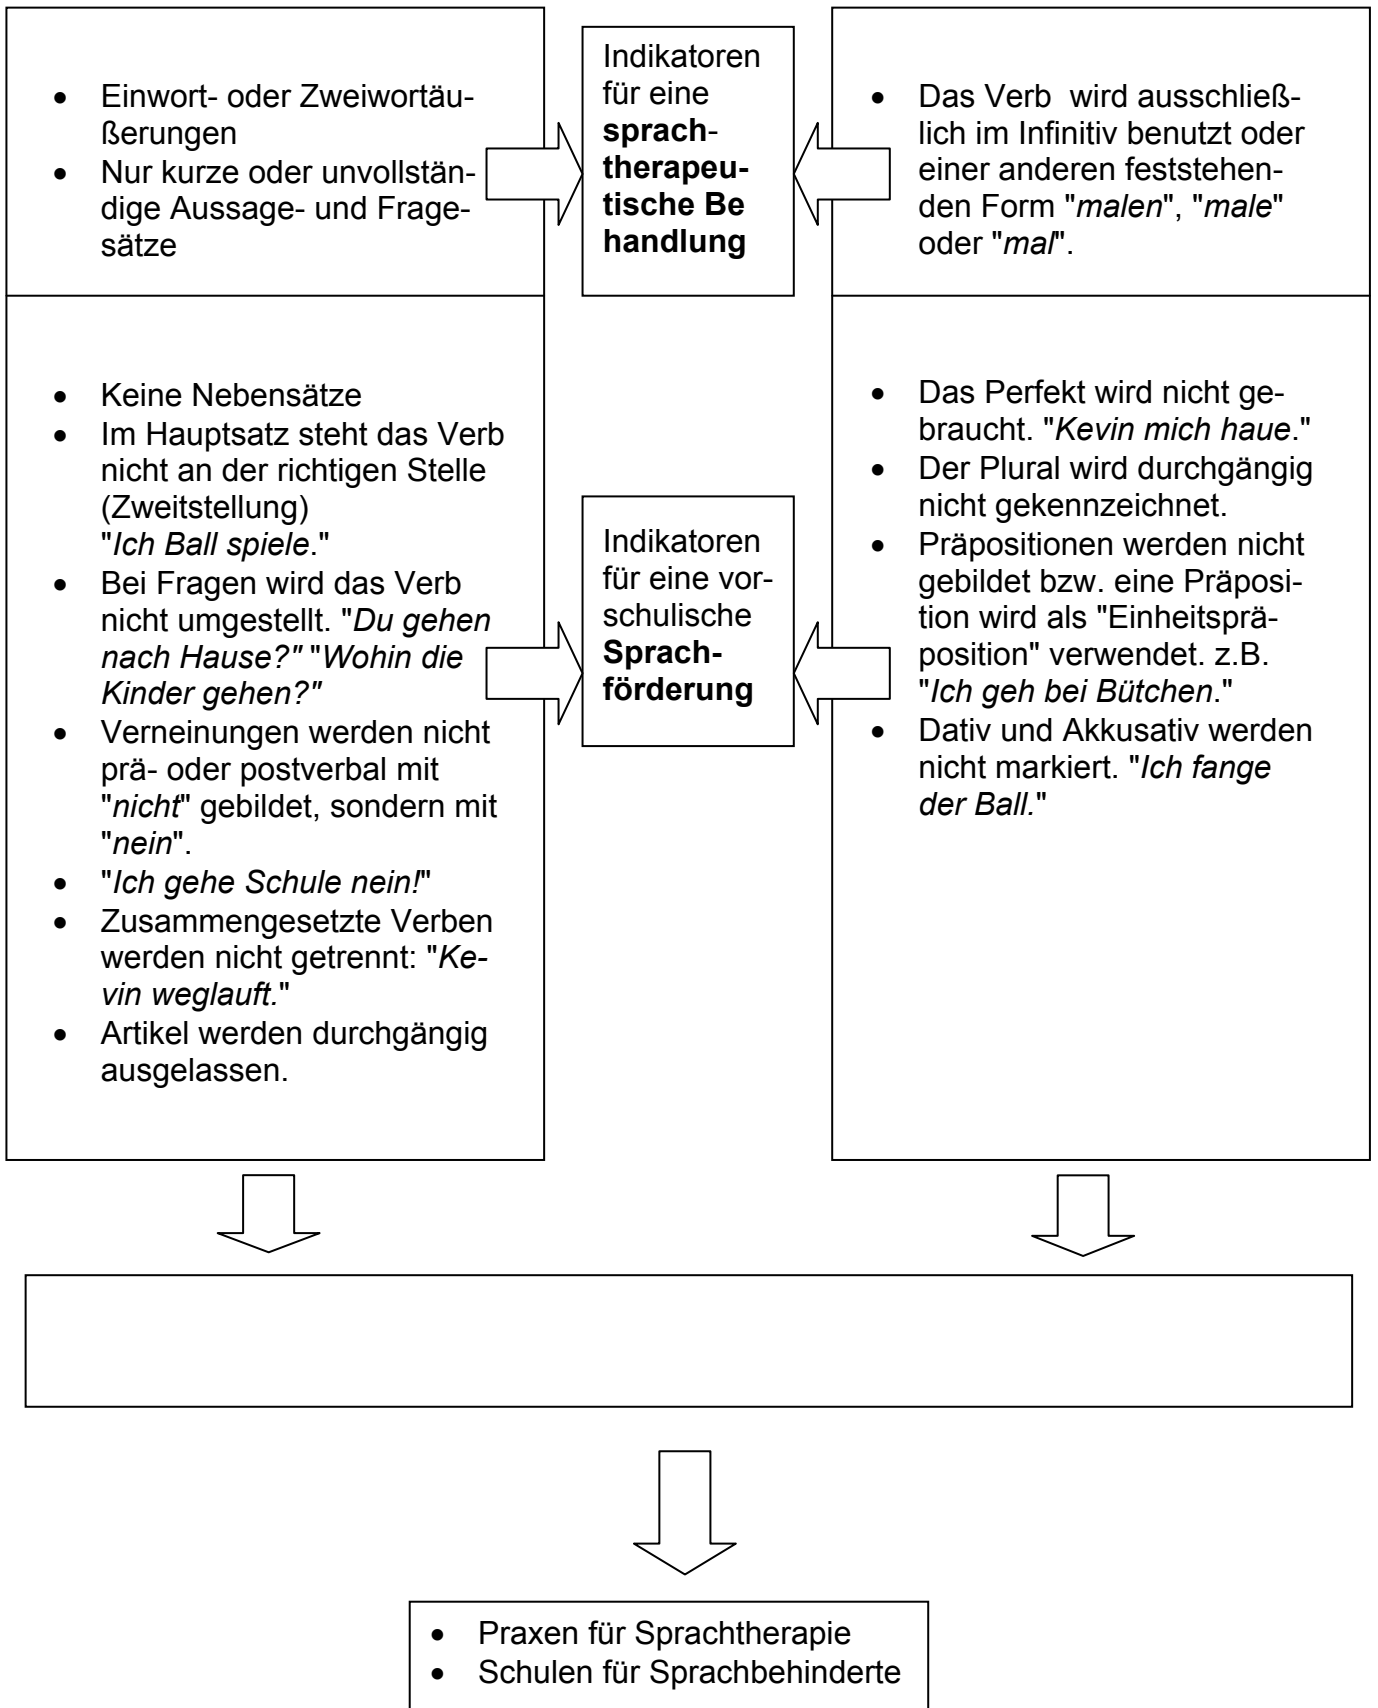 Einwort- oder Zweiwortäu-
ßerungen
Nur kurze oder unvollstän-
dige Aussage- und Frage-
sätze
Indikatoren
für eine
sprach-
therapeu-
tische Be
handlung
Das Verb  wird ausschließ-
lich im Infinitiv benutzt oder
einer anderen feststehen-
den Form "malen", "male"
oder "mal".
Keine Nebensätze
Im Hauptsatz steht das Verb
nicht an der richtigen Stelle
(Zweitstellung)
"Ich Ball spiele."
Bei Fragen wird das Verb
nicht umgestellt. "Du gehen
nach Hause?" "Wohin die
Kinder gehen?"
Verneinungen werden nicht
prä- oder postverbal mit
"nicht" gebildet, sondern mit
"nein".
"Ich gehe Schule nein!"
Zusammengesetzte Verben
werden nicht getrennt: "Ke-
vin weglauft."
Artikel werden durchgängig
ausgelassen.
Indikatoren
für eine vor-
schulische
Sprach-
förderung
Das Perfekt wird nicht ge-
braucht. "Kevin mich haue."
Der Plural wird durchgängig
nicht gekennzeichnet.
Präpositionen werden nicht
gebildet bzw. eine Präposi-
tion wird als "Einheitsprä-
position" verwendet. z.B.
"Ich geh bei Bütchen."
Dativ und Akkusativ werden
nicht markiert. "Ich fange
der Ball."
Praxen für Sprachtherapie
Schulen für Sprachbehinderte